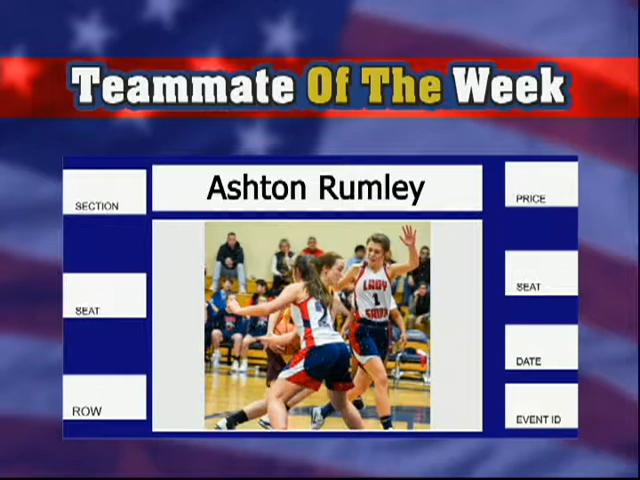 Teammate Of The Week
Ashton Rumley
SECTION
PRICE
SEAT
SEAT
DATE
ROW
EVENT ID
LADY
1